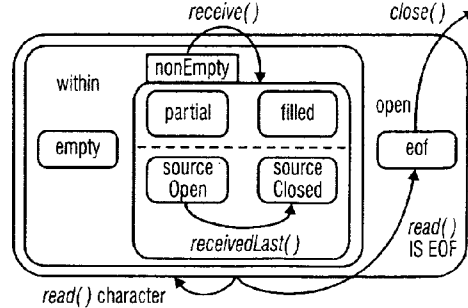 receive()
close()
nonEmpty
within
open
partial
filled
empty
eof
source
Open
source
Closed
receivedLast()
read()
IS EOF
read() character